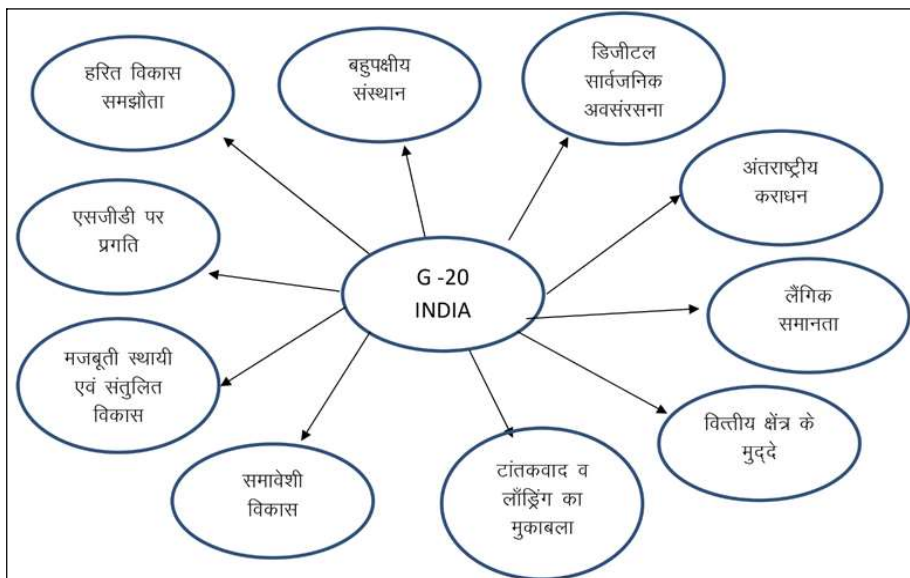 हरित विकास
समझौता
बहुपक्षीय
संस्थान
डिजीटल
सार्वजनिक
अवसंरसना
अंतराष्ट्रीय
कराधन
एसजीडी पर
प्रगति
G -20
INDIA
लैंगिक
समानता
मजबूती स्थायी
एवं संतुलित
विकास
वित्तीय क्षेंत्र के
मुद्दे
समावेशी
विकास
टांतकवाद व
लॉंड्रिंग का
मुकाबला